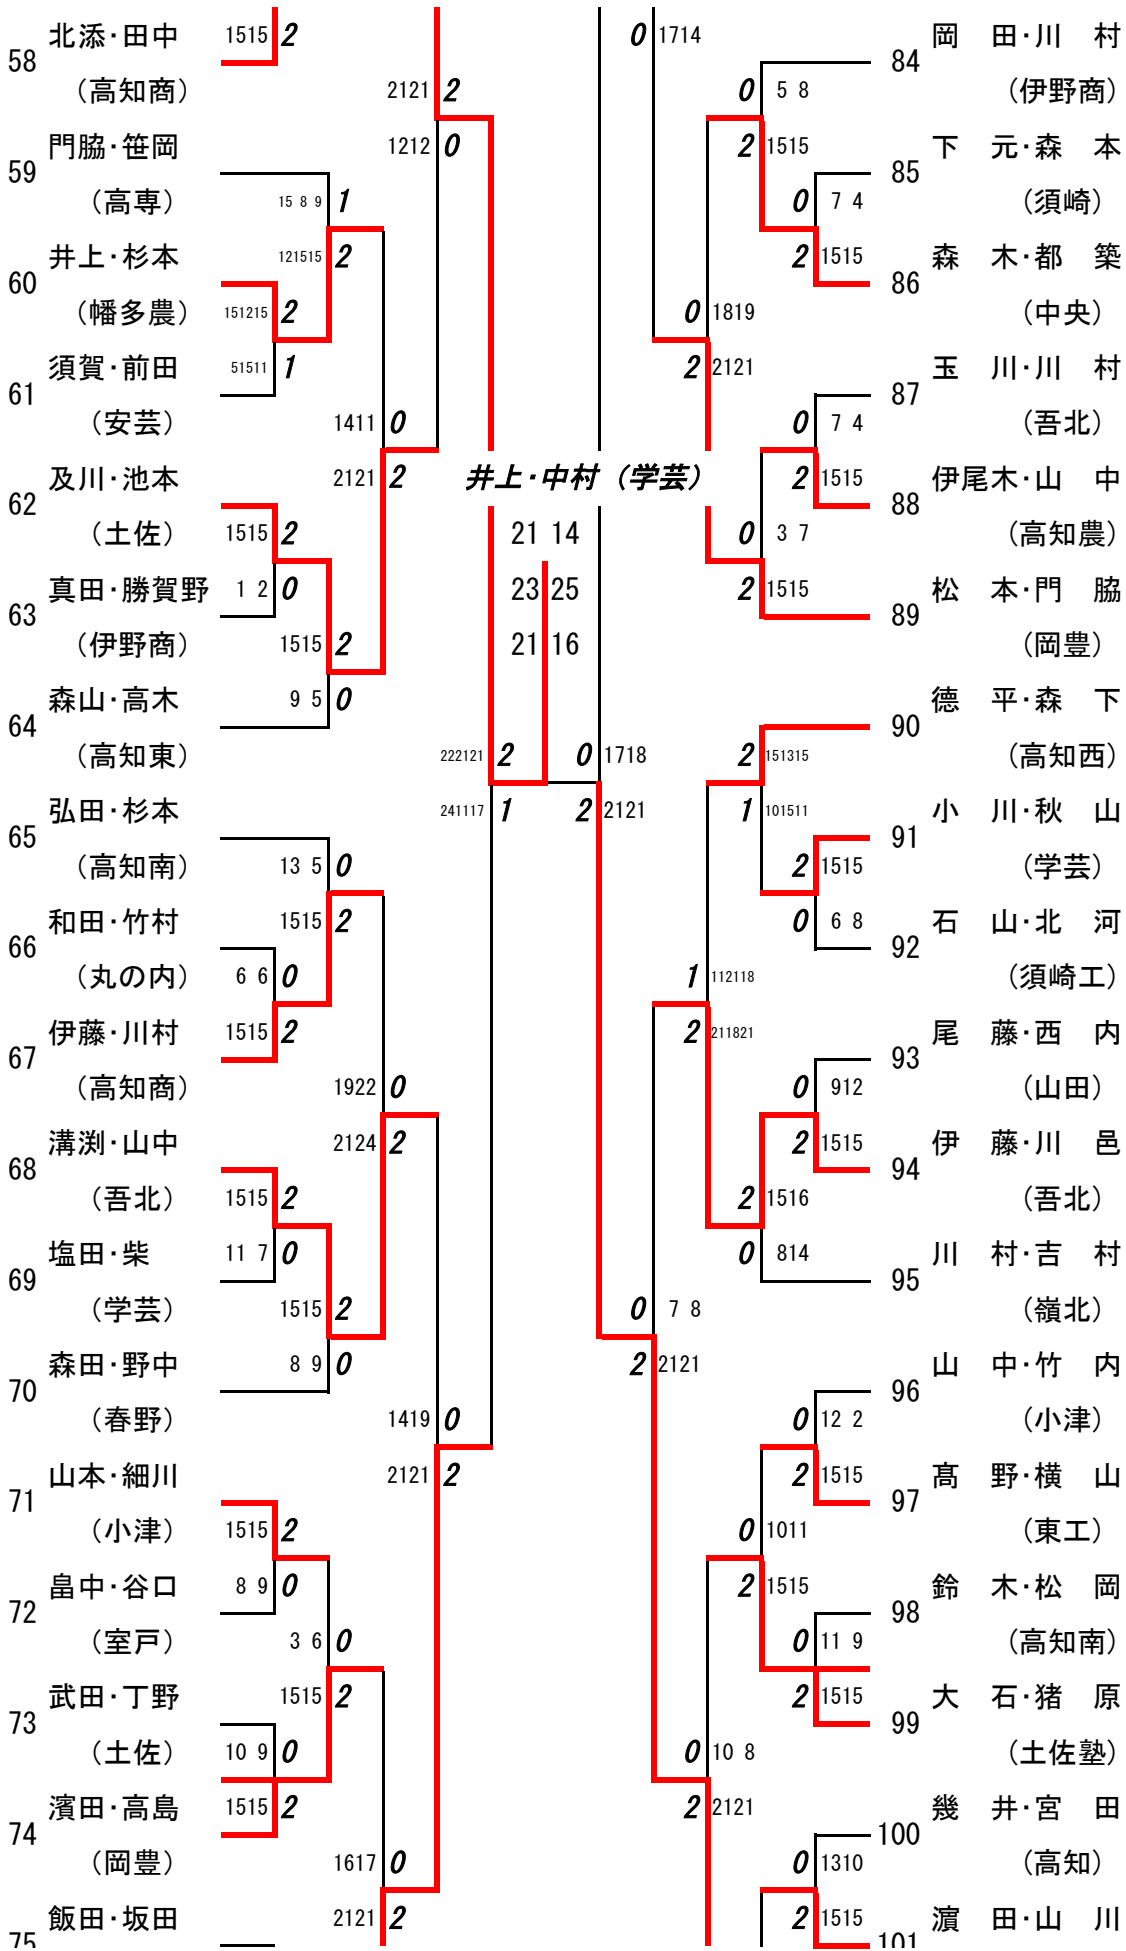 北添・田中 1515 2 0 1714 岡 田・川 村
58 84
（高知商） 2121 2 0 5 8 （伊野商）
門脇・笹岡 1212 0 2 1515 下 元・森 本
59 85
（高専） 15 8 9 1 0 7 4 （須崎）
井上・杉本 121515 2 2 1515 森 木・都 築
60 86
（幡多農） 151215 2 0 1819 （中央）
須賀・前田 51511 1 2 2121 玉 川・川 村
61 87
（安芸） 1411 0 0 7 4 （吾北）
及川・池本 2121 2 井上・中村（学芸） 2 1515 伊尾木・山 中
62 88
（土佐） 1515 2 21 14 0 3 7 （高知農）
真田・勝賀野 1 2 0 23 25 2 1515 松 本・門 脇
63 89
（伊野商） 1515 2 21 16 （岡豊）
森山・高木 9 5 0 德 平・森 下
64 90
（高知東） 222121 2 0 1718 2 151315 （高知西）
弘田・杉本 241117 1 2 2121 1 101511 小 川・秋 山
65 91
（高知南） 13 5 0 2 1515 （学芸）
和田・竹村 1515 2 0 6 8 石 山・北 河
66 92
（丸の内） 6 6 0 1 112118 （須崎工）
伊藤・川村 1515 2 2 211821 尾 藤・西 内
67 93
（高知商） 1922 0 0 912 （山田）
溝渕・山中 2124 2 2 1515 伊 藤・川 邑
68 94
（吾北） 1515 2 2 1516 （吾北）
塩田・柴 11 7 0 0 814 川 村・吉 村
69 95
（学芸） 1515 2 0 7 8 （嶺北）
森田・野中 8 9 0 2 2121 山 中・竹 内
70 96
（春野） 1419 0 0 12 2 （小津）
山本・細川 2121 2 2 1515 髙 野・横 山
71 97
（小津） 1515 2 0 1011 （東工）
畠中・谷口 8 9 0 2 1515 鈴 木・松 岡
72 98
（室戸） 3 6 0 0 11 9 （高知南）
武田・丁野 1515 2 2 1515 大 石・猪 原
73 99
（土佐） 10 9 0 0 10 8 （土佐塾）
濱田・高島 1515 2 2 2121 幾 井・宮 田
74 100
（岡豊） 1617 0 0 1310 （高知）
飯田・坂田 2121 2 2 1515 濵 田・山 川
75 101